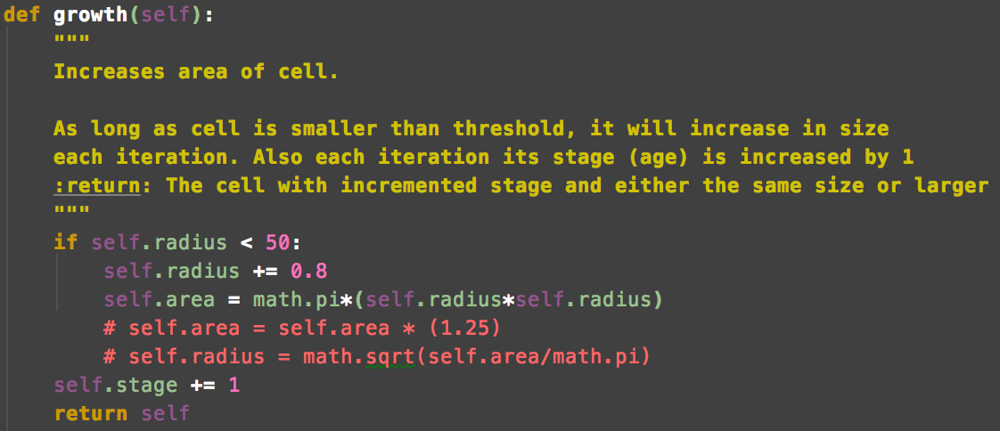 def growth(self):
    """
    Increases area of cell.

    As long as cell is smaller than threshold, it will increase in size
    each iteration. Also each iteration its stage (age) is increased by 1
    :return: The cell with incremented stage and either the same size or larger
    """
    if self.radius < 50:
        self.radius += 0.8
        self.area = math.pi*(self.radius*self.radius)
        # self.area = self.area * (1.25)
        # self.radius = math.sqrt(self.area/math.pi)
    self.stage += 1
    return self